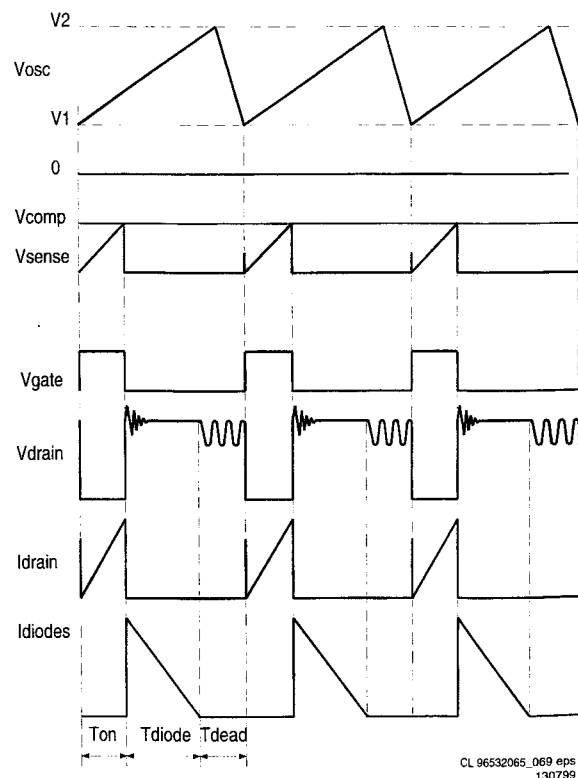 V2
Vosc
V1
0
Vcomp
Vsense
Vgate
Vdrain
Idrain
Idiodes
Ton Tdiode Tdead
CL 96532065_069 eps
130799